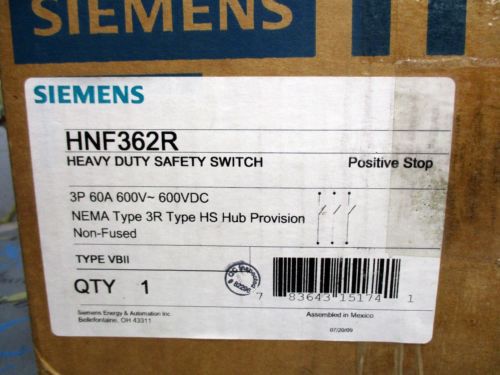 SIEMENS
SIEMENS
HNF362R
HEAVY DUTY SAFETY SWITCH Positive Stop
3P 60A 600V~ 600VDC
NEMA Type 3R Type HS Hub Provision
Non-Fused
TYPE VBII
QTY 1
7 83643 15174 1
Siemens Energy & Automation Inc
Bellefontaine, OH 43311
Assembled in Mexico
07/20/09